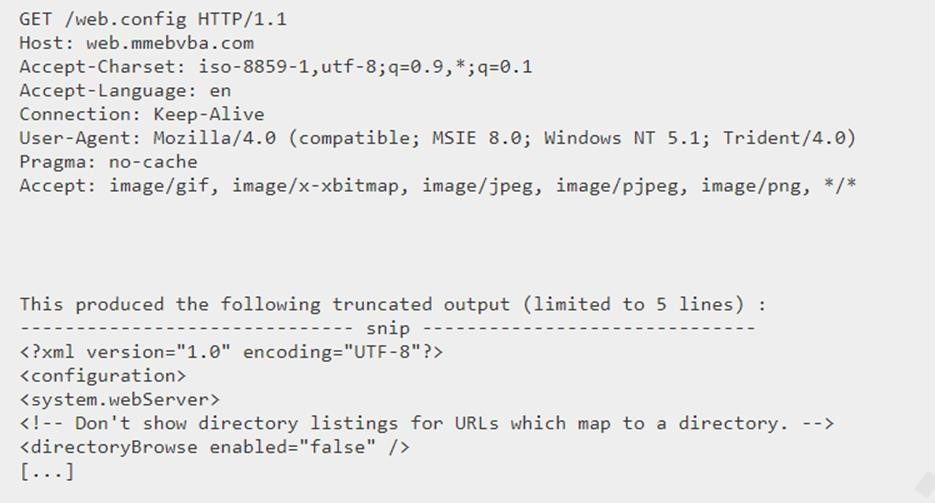 GET /web.config HTTP/1.1
Host: web.mmebvba.com
Accept-Charset: iso-8859-1,utf-8;q=0.9,*;q=0.1
Accept-Language: en
Connection: Keep-Alive
User-Agent: Mozilla/4.0 (compatible; MSIE 8.0; Windows NT 5.1; Trident/4.0)
Pragma: no-cache
Accept: image/gif, image/x-xbitmap, image/jpeg, image/pjpeg, image/png, */*
This produced the following truncated output (limited to 5 lines) :
------------------------------ snip ------------------------------
<?xml version="1.0" encoding="UTF-8"?>
<configuration>
<system.webServer>
<!-- Don't show directory listings for URLs which map to a directory. -->
<directoryBrowse enabled="false" />
[...]